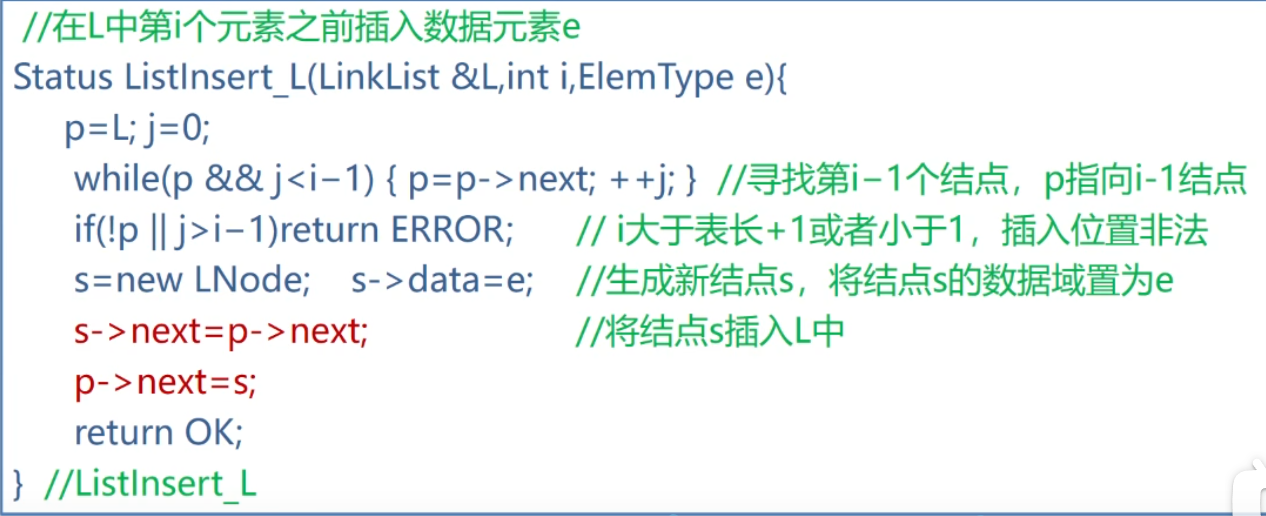 //在L中第i个元素之前插入数据元素e
Status ListInsert_L(LinkList &L,int i,ElemType e){
p=L; j=0;
while(p && j<i−1) { p=p->next; ++j; } //寻找第i−1个结点，p指向i-1结点
if(!p || j>i−1)return ERROR; // i大于表长+1或者小于1，插入位置非法
s=new LNode; s->data=e; //生成新结点s，将结点s的数据域置为e
s->next=p->next; //将结点s插入L中
p->next=s;
return OK;
} //ListInsert_L